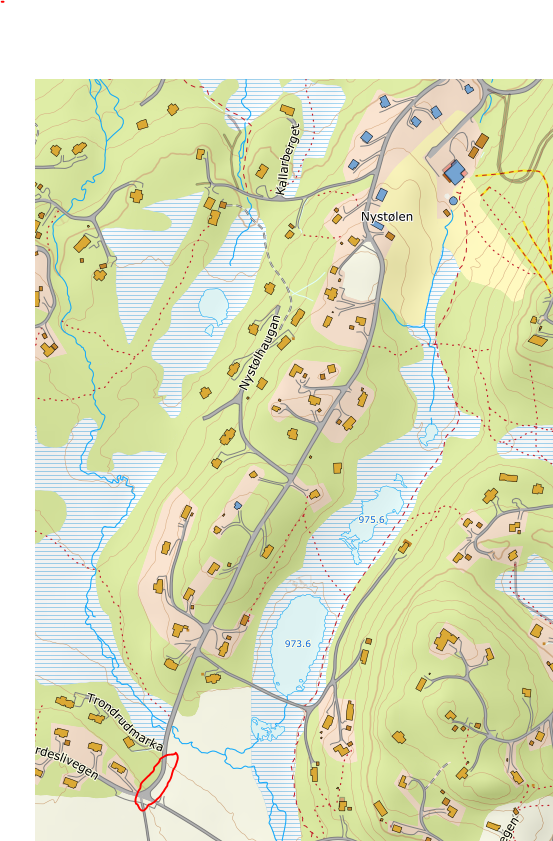 Kallarberget
Nystølen
Nystølhaugan
975.6
973.6
Trondrudmarka
rdeslivegen
egen